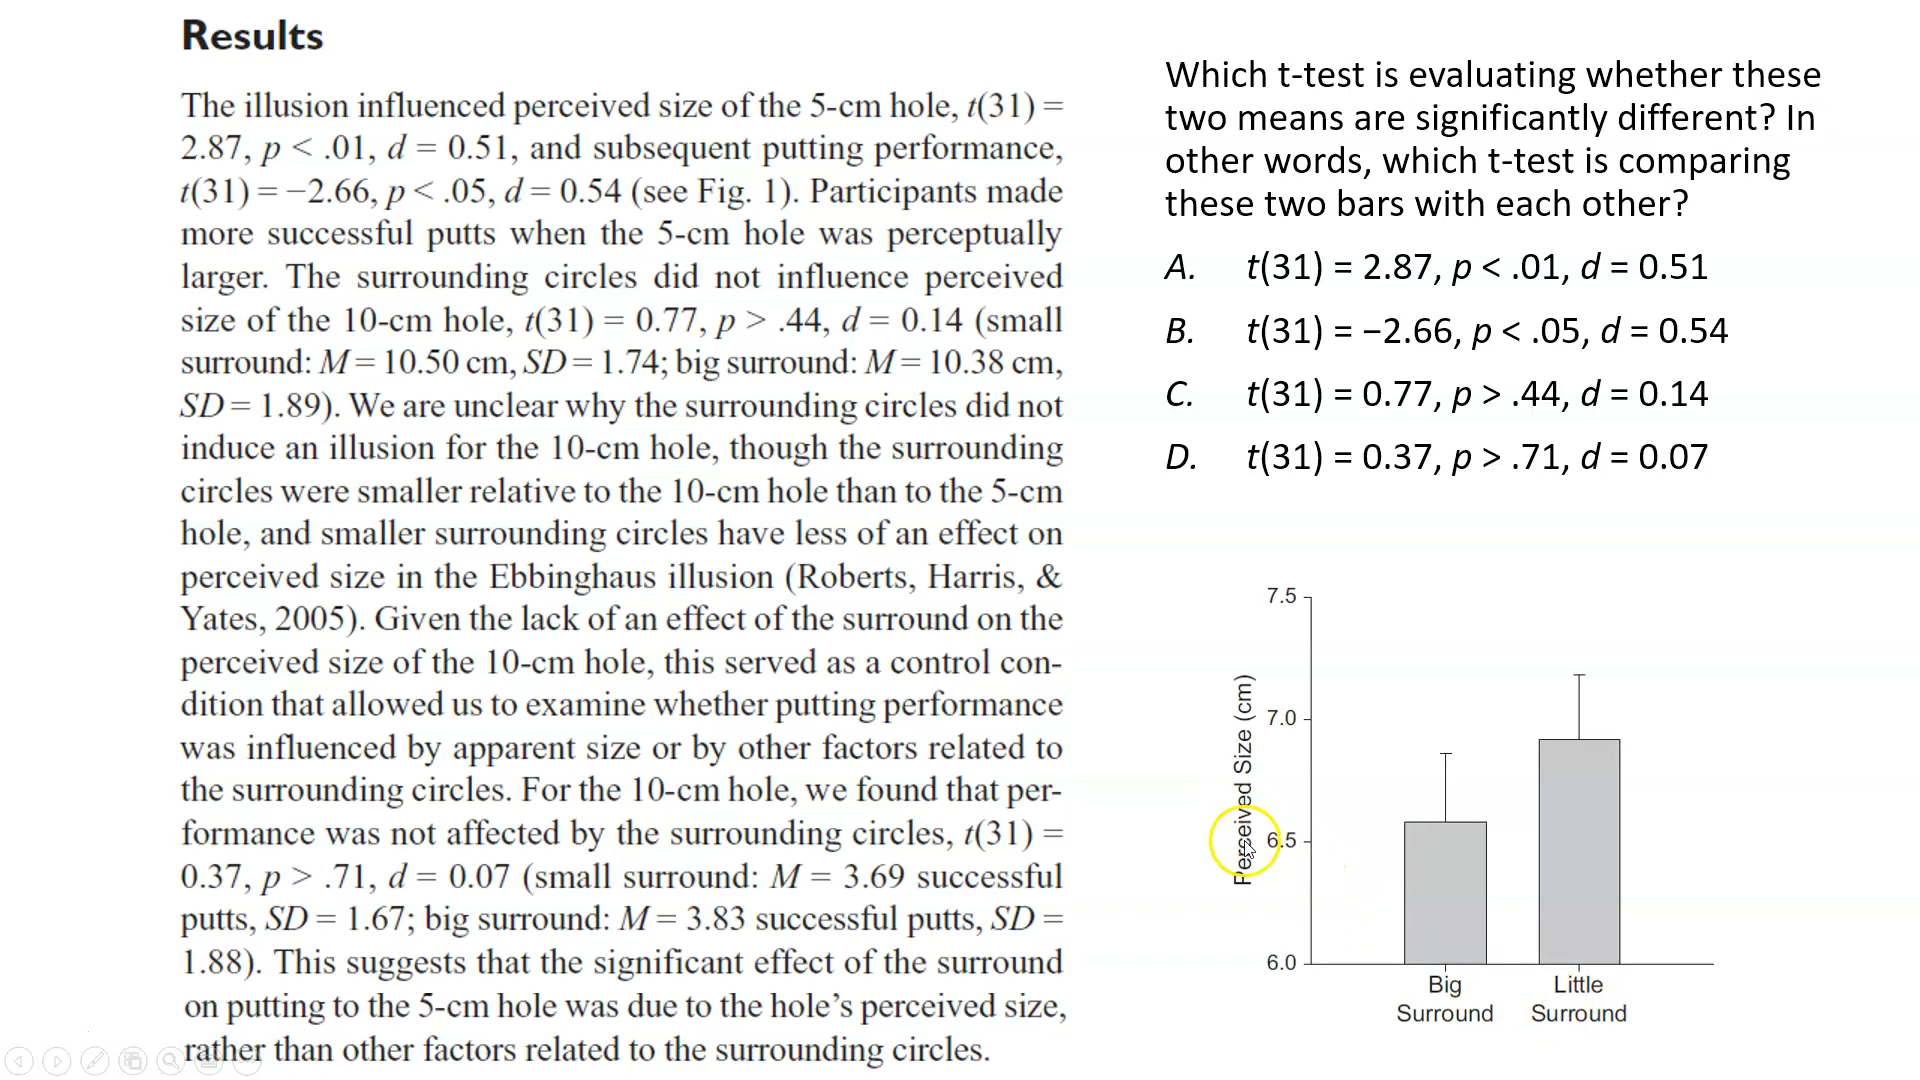 Results
The illusion influenced perceived size of the 5-cm hole, t(31) =
2.87, p < .01, d = 0.51, and subsequent putting performance,
t(31) = −2.66, p < .05, d = 0.54 (see Fig. 1). Participants made
more successful putts when the 5-cm hole was perceptually
larger. The surrounding circles did not influence perceived
size of the 10-cm hole, t(31) = 0.77, p > .44, d = 0.14 (small
surround: M = 10.50 cm, SD = 1.74; big surround: M = 10.38 cm,
SD = 1.89). We are unclear why the surrounding circles did not
induce an illusion for the 10-cm hole, though the surrounding
circles were smaller relative to the 10-cm hole than to the 5-cm
hole, and smaller surrounding circles have less of an effect on
perceived size in the Ebbinghaus illusion (Roberts, Harris, &
Yates, 2005). Given the lack of an effect of the surround on the
perceived size of the 10-cm hole, this served as a control con-
dition that allowed us to examine whether putting performance
was influenced by apparent size or by other factors related to
the surrounding circles. For the 10-cm hole, we found that per-
formance was not affected by the surrounding circles, t(31) =
0.37, p > .71, d = 0.07 (small surround: M = 3.69 successful
putts, SD = 1.67; big surround: M = 3.83 successful putts, SD =
1.88). This suggests that the significant effect of the surround
on putting to the 5-cm hole was due to the hole's perceived size,
rather than other factors related to the surrounding circles.
Which t-test is evaluating whether these
two means are significantly different? In
other words, which t-test is comparing
these two bars with each other?
A. t(31) = 2.87, p < .01, d = 0.51
B. t(31) = −2.66, p < .05, d = 0.54
C. t(31) = 0.77, p > .44, d = 0.14
D. t(31) = 0.37, p > .71, d = 0.07
Perceived Size (cm)
7.5
7.0
6.5
6.0
Big Surround
Little Surround